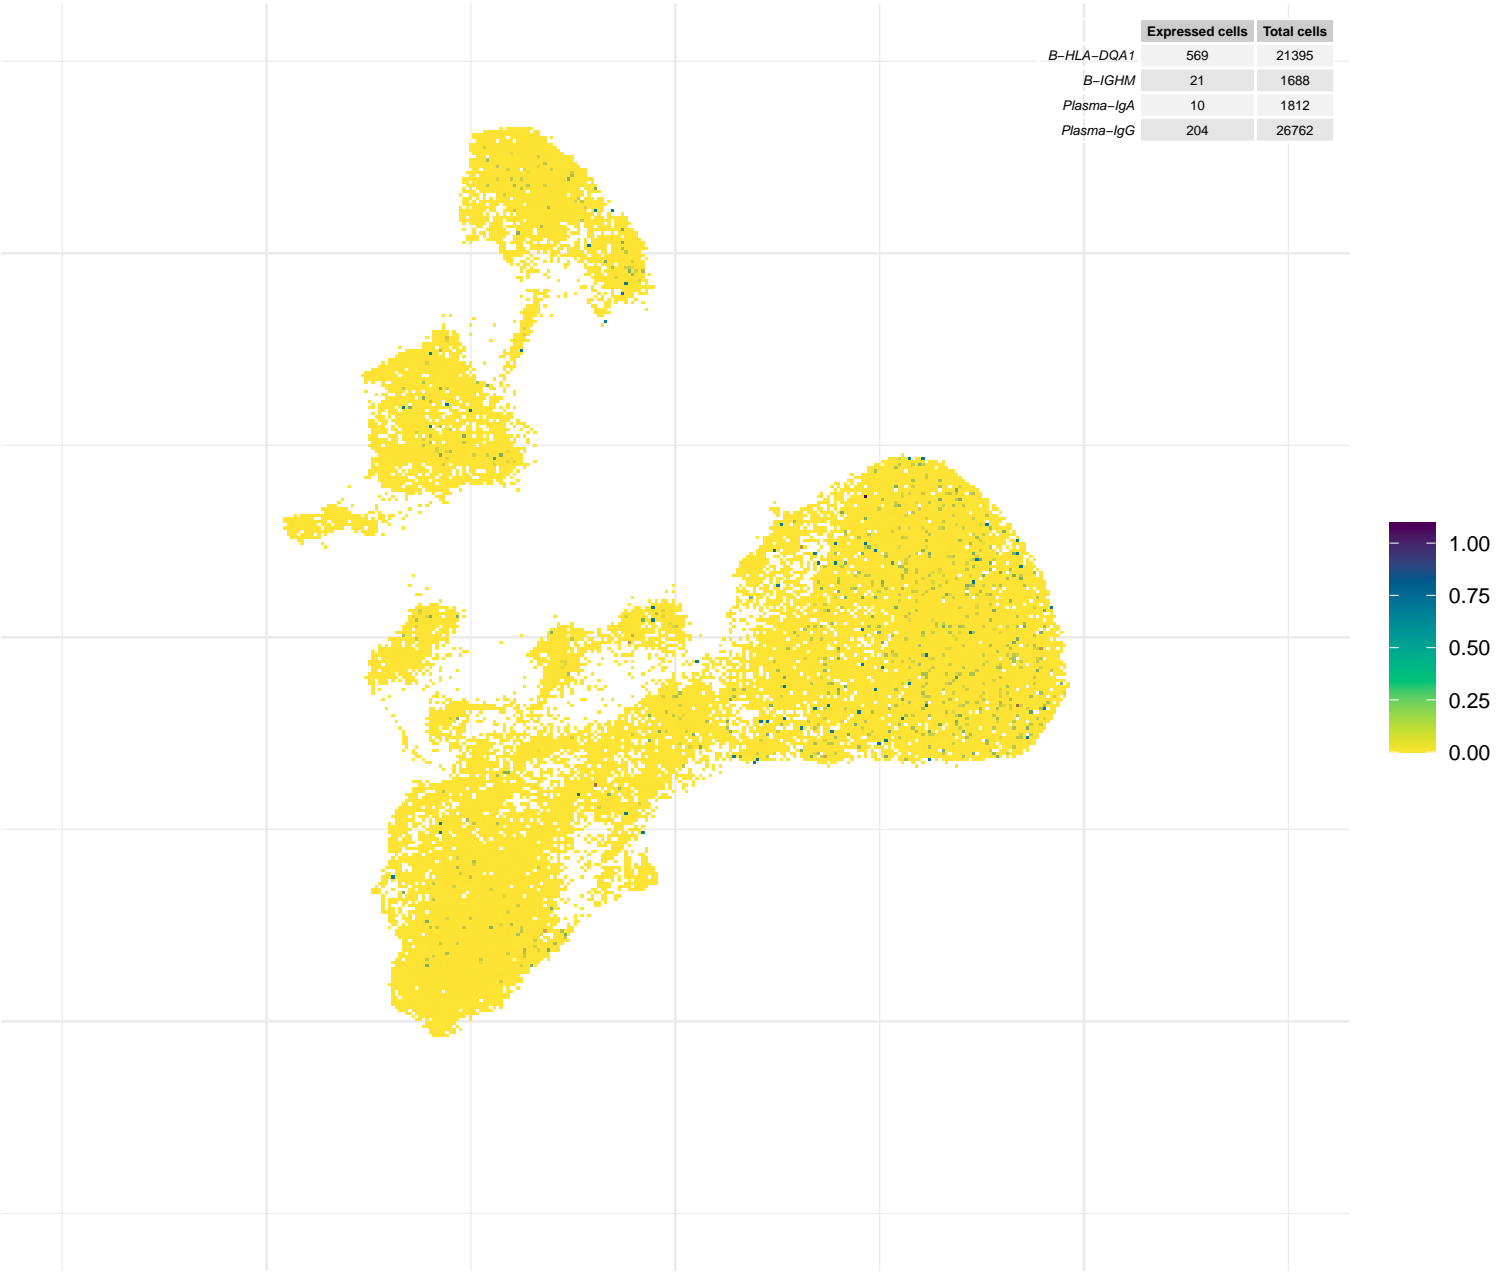 Expressed cells Total cells
B−HLA−DQA1 569 21395
B−IGHM 21 1688
Plasma−IgA 10 1812
Plasma−IgG 204 26762
1.00
0.75
0.50
0.25
0.00